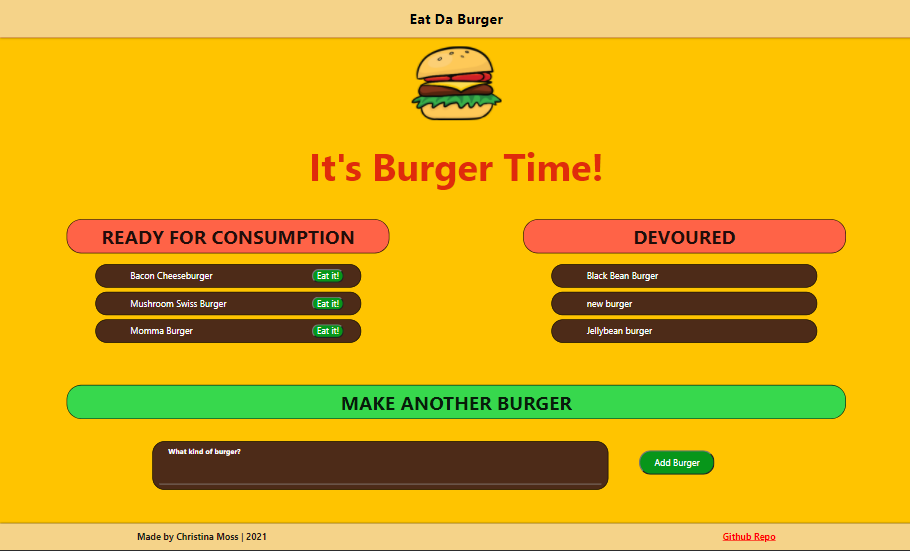 Eat Da Burger
It's Burger Time!
READY FOR CONSUMPTION
Bacon Cheeseburger Eat it!
Mushroom Swiss Burger Eat it!
Momma Burger Eat it!
DEVOURED
Black Bean Burger
new burger
Jellybean burger
MAKE ANOTHER BURGER
What kind of burger?
Add Burger
Made by Christina Moss | 2021
Github Repo